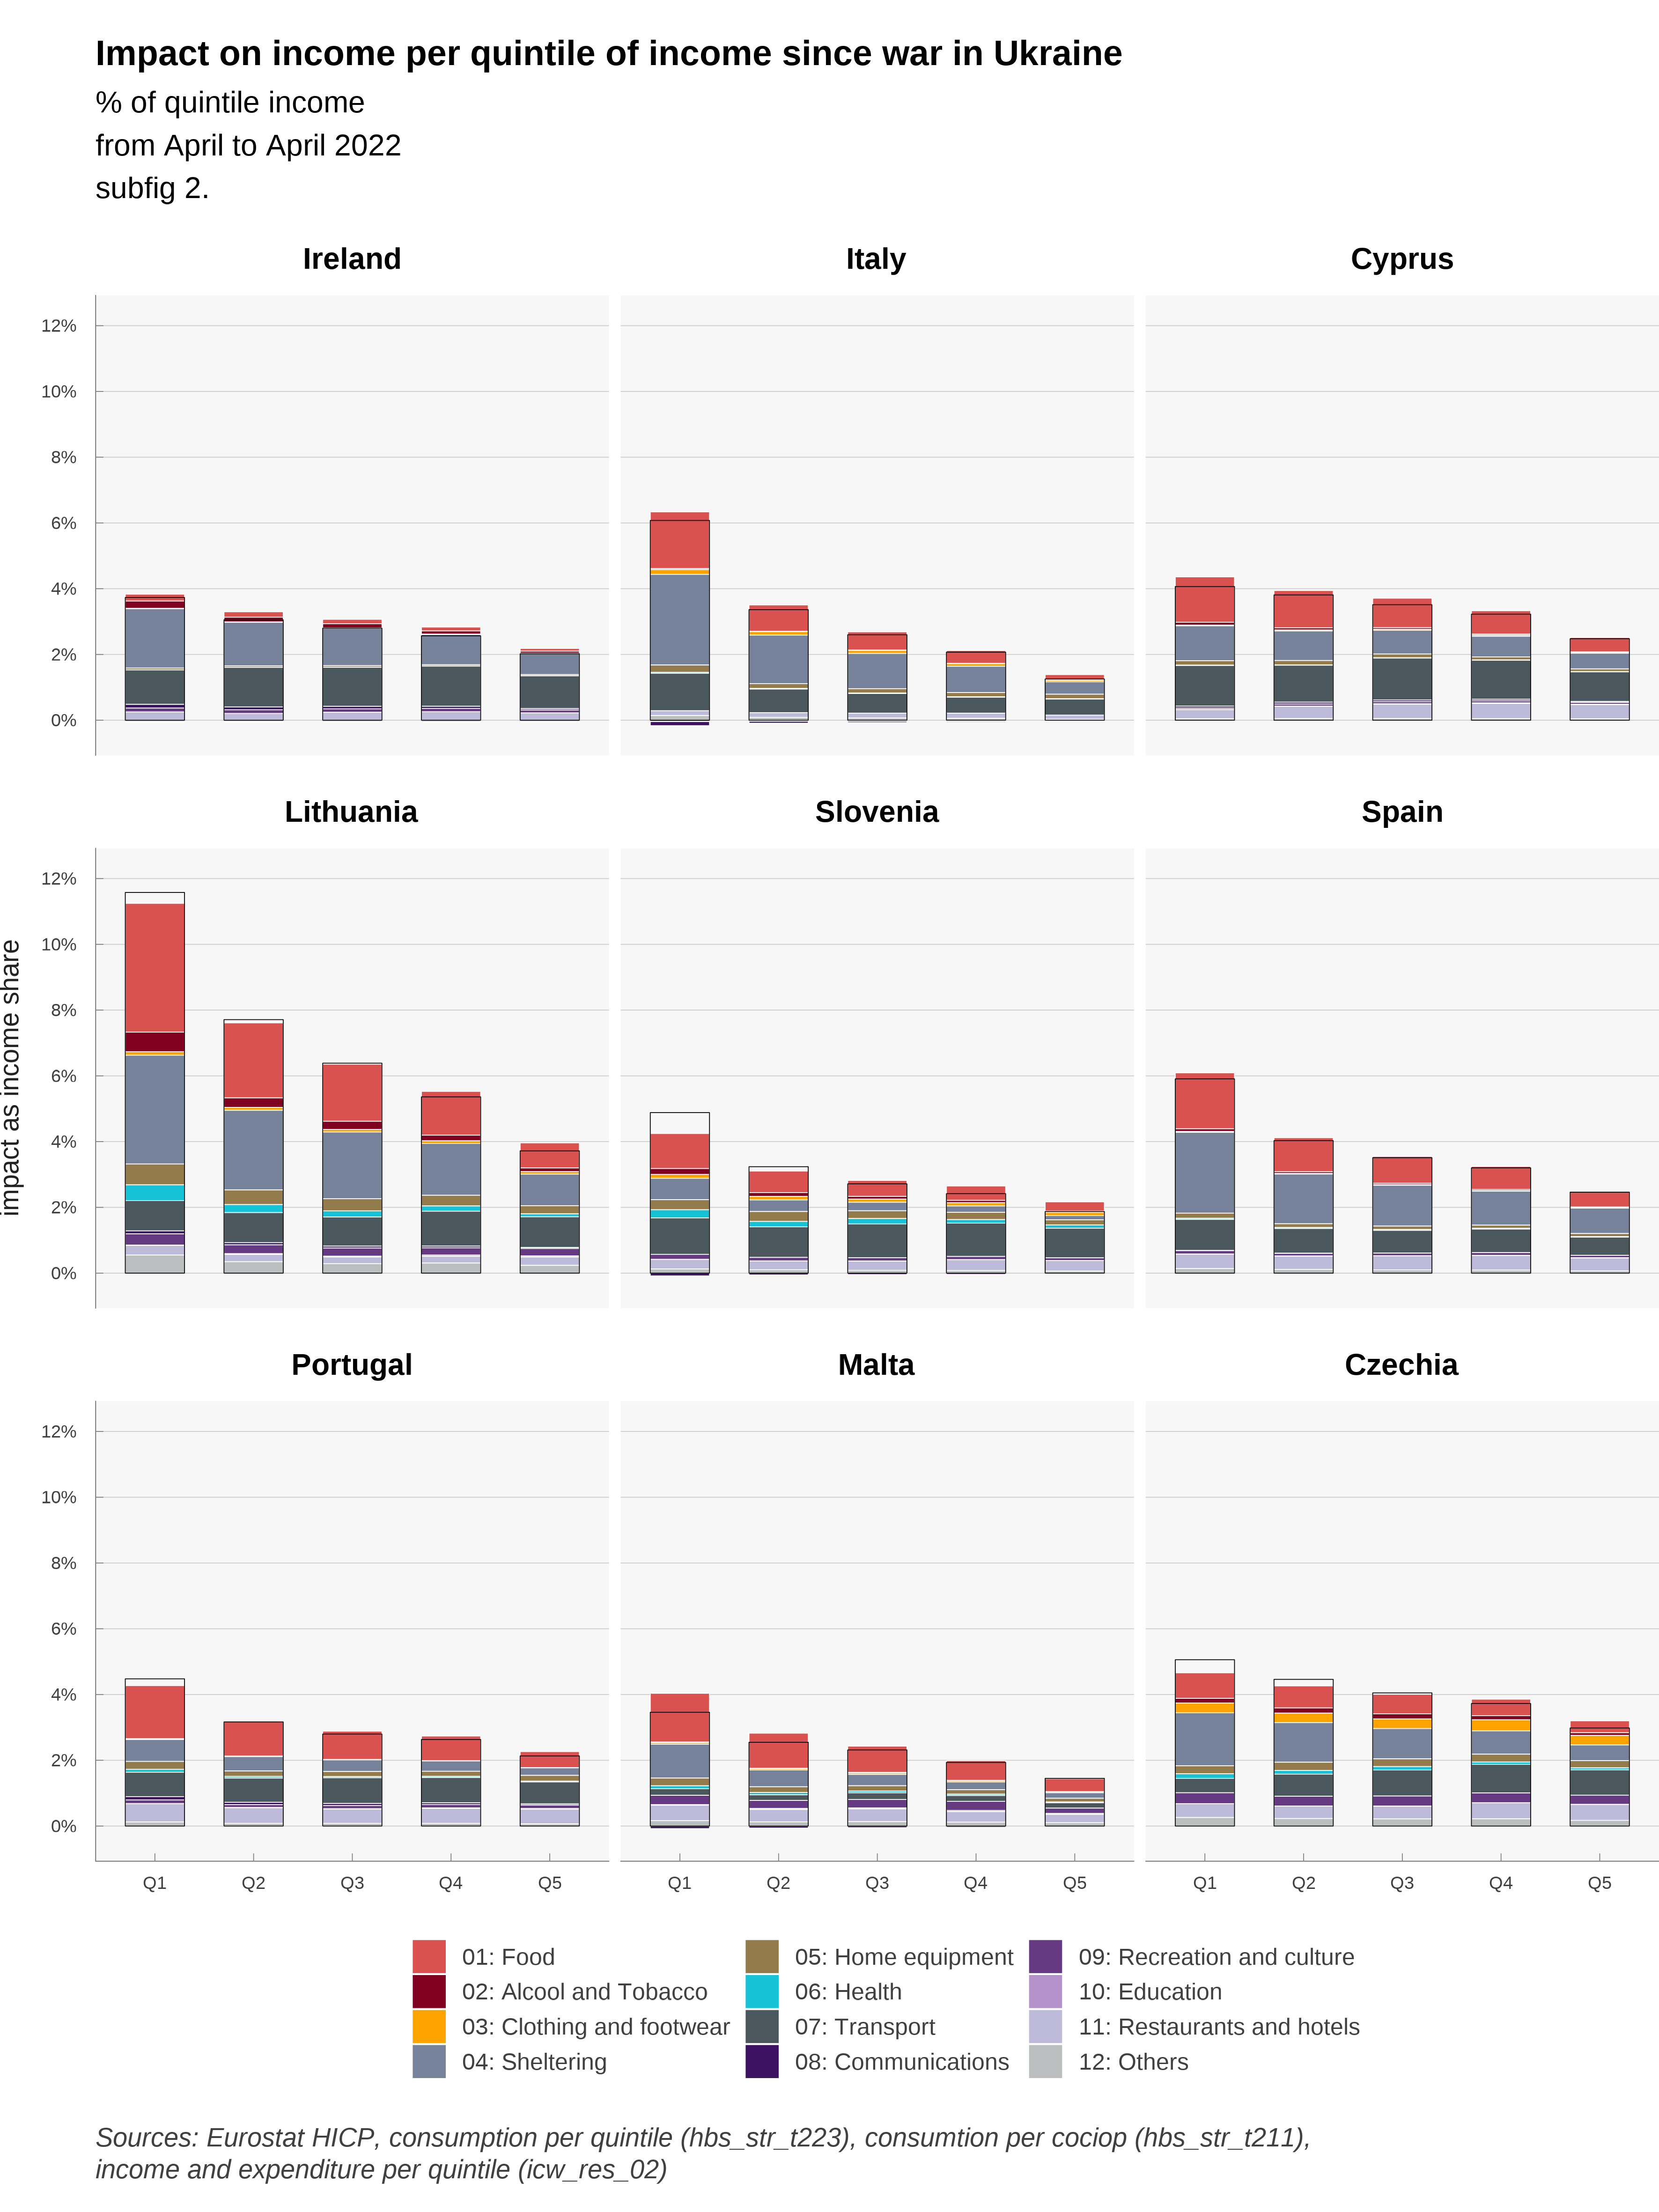 Impact on income per quintile of income since war in Ukraine
% of quintile income
from April to April 2022
subfig 2.
Ireland
Italy
Cyprus
12%
10%
8%
6%
4%
2%
0%
Lithuania
Slovenia
Spain
12%
10%
8%
6%
4%
2%
0%
impact as income share
Portugal
Malta
Czechia
12%
10%
8%
6%
4%
2%
0%
Q1 Q2 Q3 Q4 Q5
Q1 Q2 Q3 Q4 Q5
Q1 Q2 Q3 Q4 Q5
01: Food
02: Alcool and Tobacco
03: Clothing and footwear
04: Sheltering
05: Home equipment
06: Health
07: Transport
08: Communications
09: Recreation and culture
10: Education
11: Restaurants and hotels
12: Others
Sources: Eurostat HICP, consumption per quintile (hbs_str_t223), consumtion per cociop (hbs_str_t211),
income and expenditure per quintile (icw_res_02)